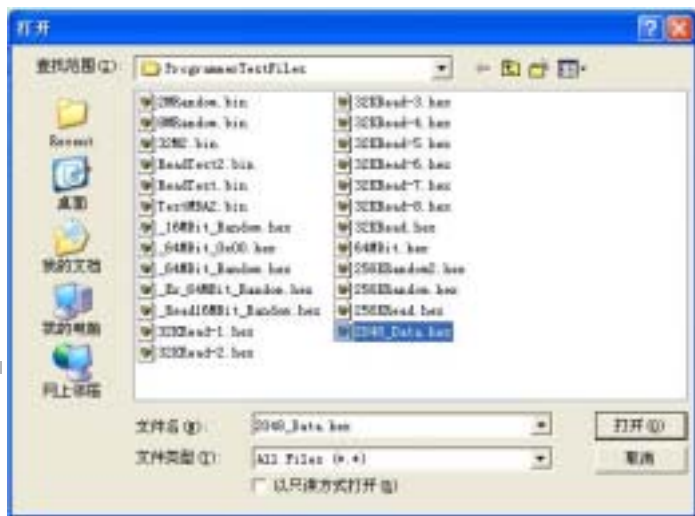 打开
查找范围(I):
ProgrammerTestFiles
Recent
桌面
我的文档
我的电脑
网上邻居
2MRandom.bin
8MRandom.bin
32M2.bin
ReadTest2.bin
ReadTest.bin
TestMBA2.bin
_16MBit_Random.hex
_64MBit_0x00.hex
_64MBit_Random.hex
_Ex_64MBit_Random.hex
_Read16MBit_Random.hex
32KRead-1.hex
32KRead-2.hex
32KRead-3.hex
32KRead-4.hex
32KRead-5.hex
32KRead-6.hex
32KRead-7.hex
32KRead-8.hex
32KRead.hex
64MBit.hex
256KRandom2.hex
256KRandom.hex
256KRead.hex
2048_Data.hex
文件名(N):
2048_Data.hex
打开(O)
文件类型(T):
All Files (*.*)
取消
以只读方式打开(R)